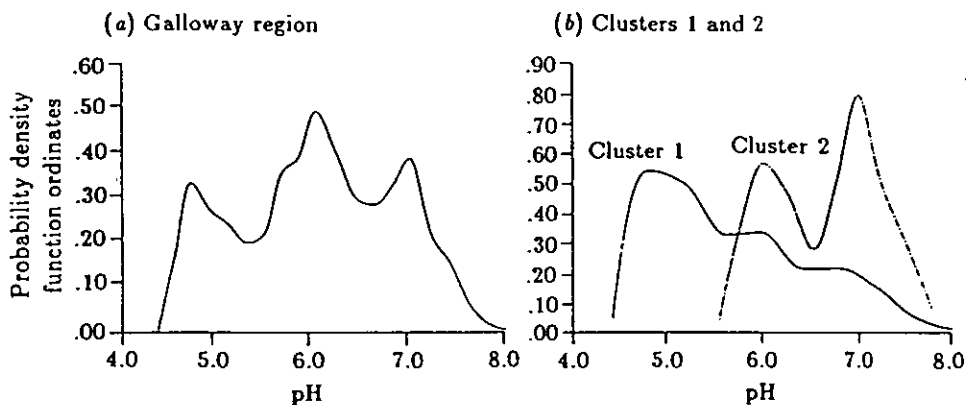 (a) Galloway region
(b) Clusters 1 and 2
Probability density
function ordinates
.60
.50
.40
.30
.20
.10
.00
4.0 5.0 6.0 7.0 8.0
pH
.90
.80
.70
.60
.50
.40
.30
.20
.10
.00
Cluster 1
Cluster 2
4.0 5.0 6.0 7.0 8.0
pH